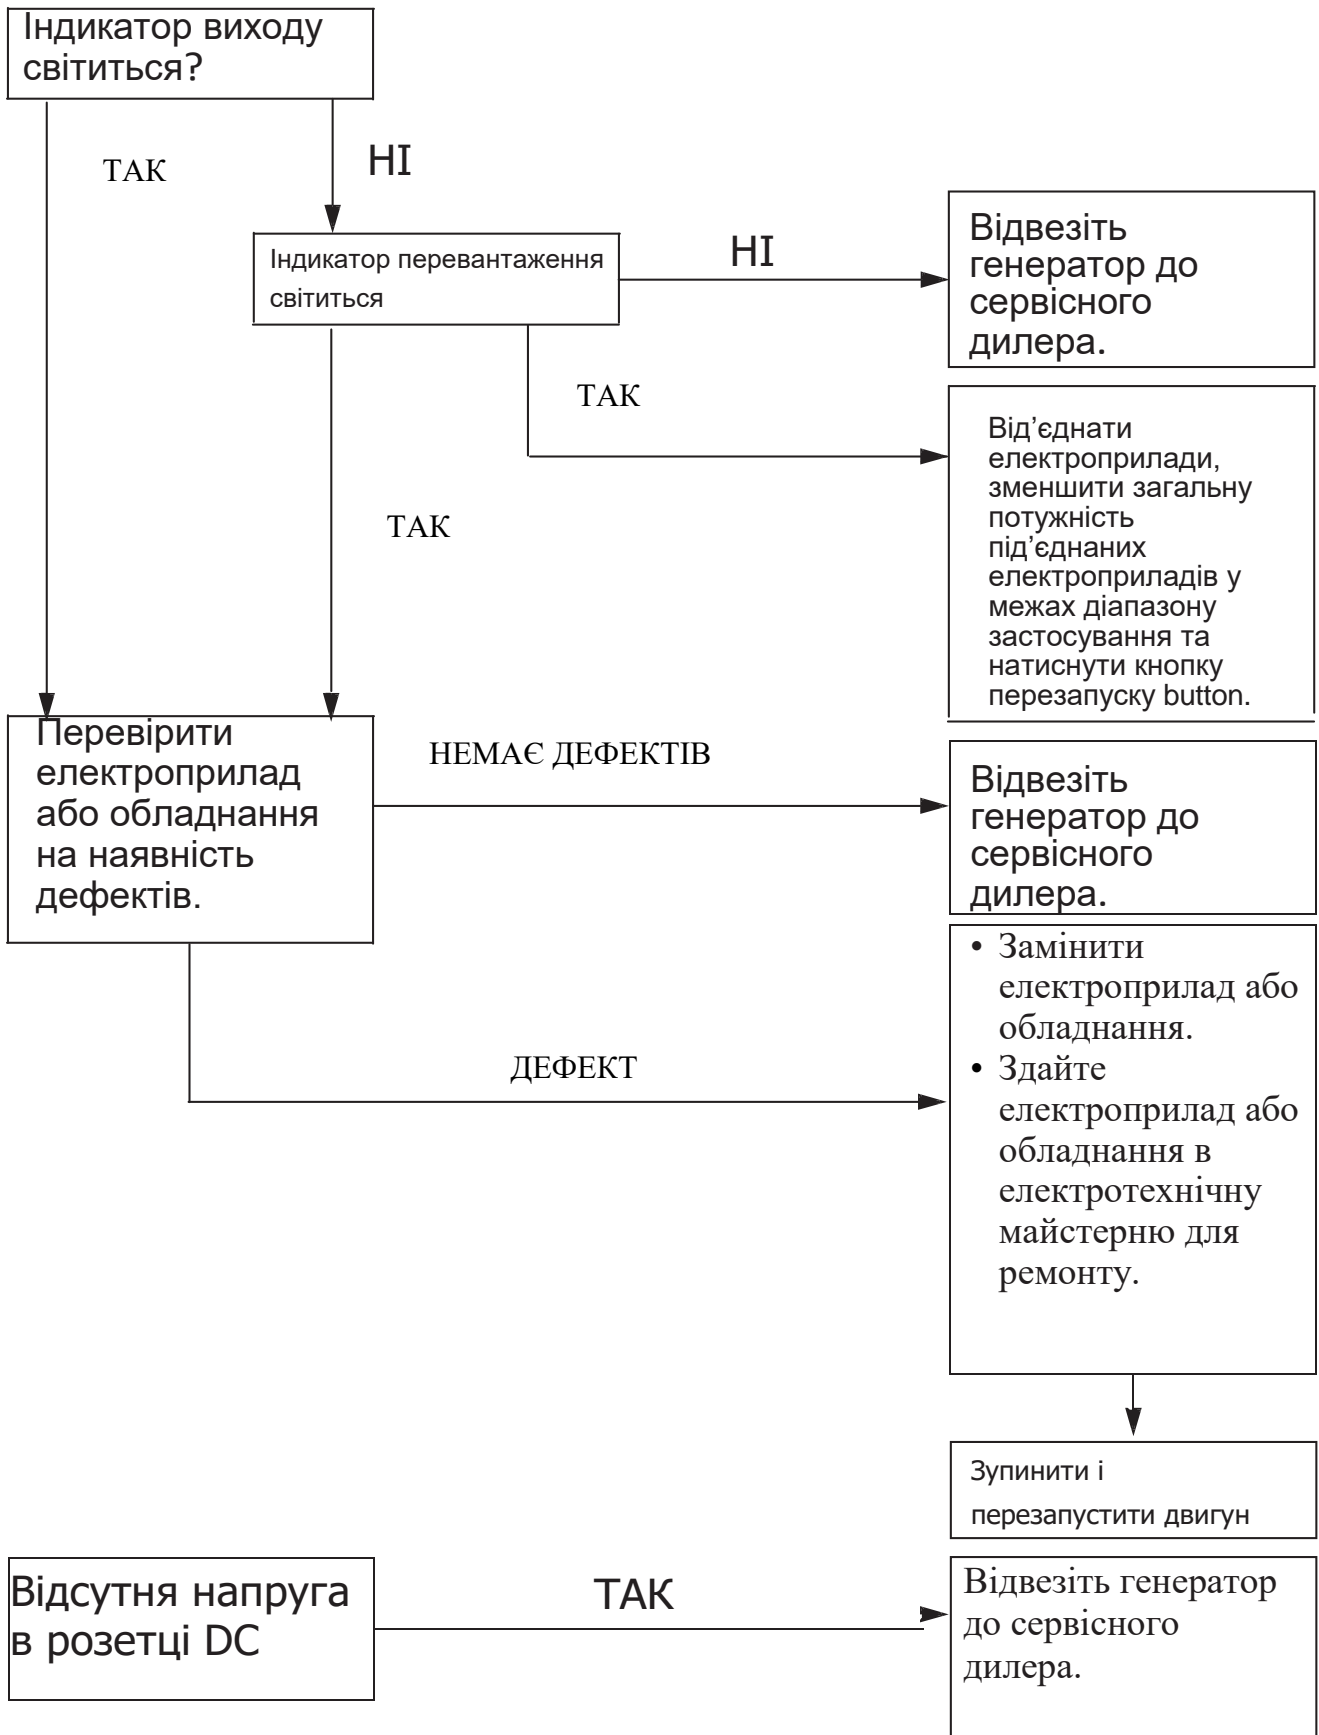 Індикатор виходу
світиться?
ТАК
НІ
Індикатор перевантаження
світиться
НІ
Відвезіть
генератор до
сервісного
дилера.
ТАК
Від’єднати
електроприлади,
зменшити загальну
потужність
під’єднаних
електроприладів у
межах діапазону
застосування та
натиснути кнопку
перезапуску button.
ТАК
Перевірити
електроприлад
або обладнання
на наявність
дефектів.
НЕМАЄ ДЕФЕКТІВ
Відвезіть
генератор до
сервісного
дилера.
ДЕФЕКТ
• Замінити
електроприлад або
обладнання.
• Здайте
електроприлад або
обладнання в
електротехнічну
майстерню для
ремонту.
Зупинити і
перезапустити двигун
Відсутня напруга
в розетці DC
ТАК
Відвезіть генератор
до сервісного
дилера.